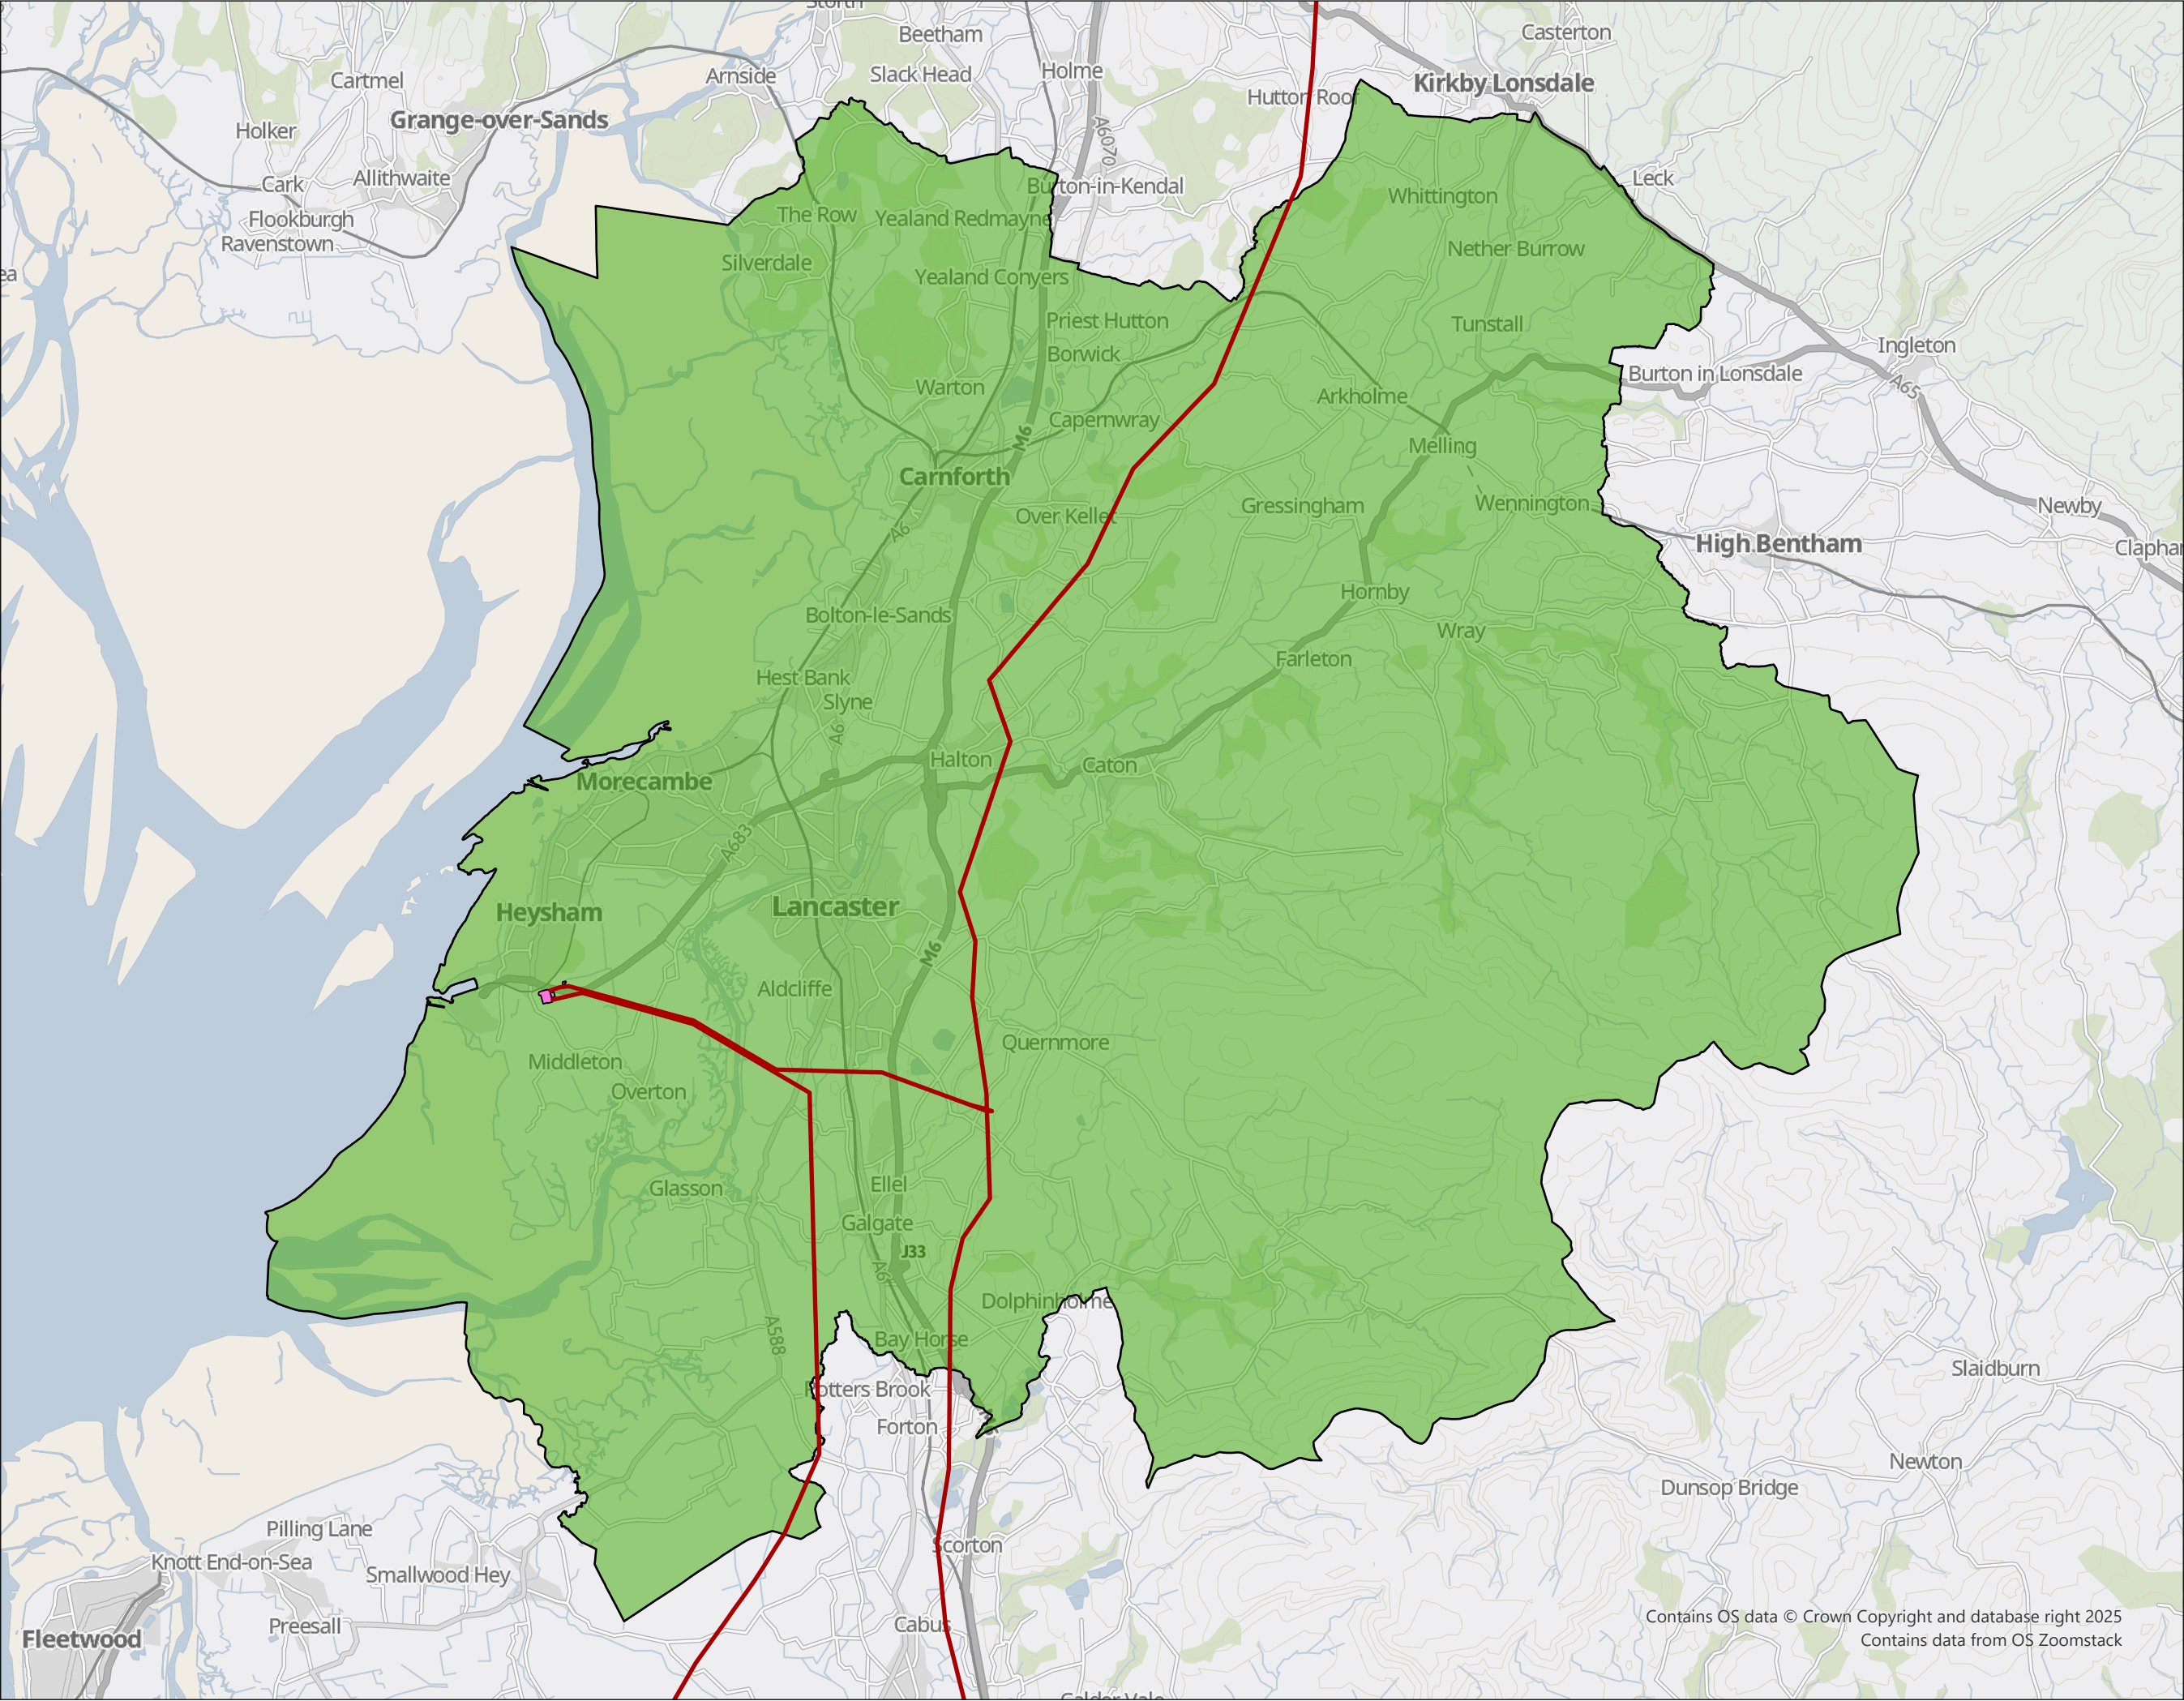 Storth
Beetham
Casterton
Cartmel
Arnside
Slack Head
Holme
Kirkby Lonsdale
Hutton Roof
Grange-over-Sands
Holker
A6070
Cark
Allithwaite
Burton-in-Kendal
Leck
Whittington
Flookburgh
The Row
Yealand Redmayne
Ravenstown
Nether Burrow
Silverdale
Yealand Conyers
Priest Hutton
Tunstall
Ingleton
Borwick
Burton in Lonsdale
A65
Warton
Arkholme
Capernwray
M6
Melling
Carnforth
Gressingham
Wennington
Newby
Over Kellet
A6
High Bentham
Clapha
Hornby
Bolton-le-Sands
Wray
Farleton
Hest Bank
Slyne
A6
Halton
Caton
Morecambe
A683
Lancaster
Heysham
M6
Aldcliffe
Quernmore
Middleton
Overton
Glasson
Ellel
Galgate
J33
A6
Dolphinholme
A588
Bay Horse
Slaidburn
Potters Brook
Forton
Newton
Dunsop Bridge
Pilling Lane
Scorton
Knott End-on-Sea
Smallwood Hey
Contains OS data © Crown Copyright and database right 2025
Preesall
Cabus
Fleetwood
Contains data from OS Zoomstack
Calder Vale